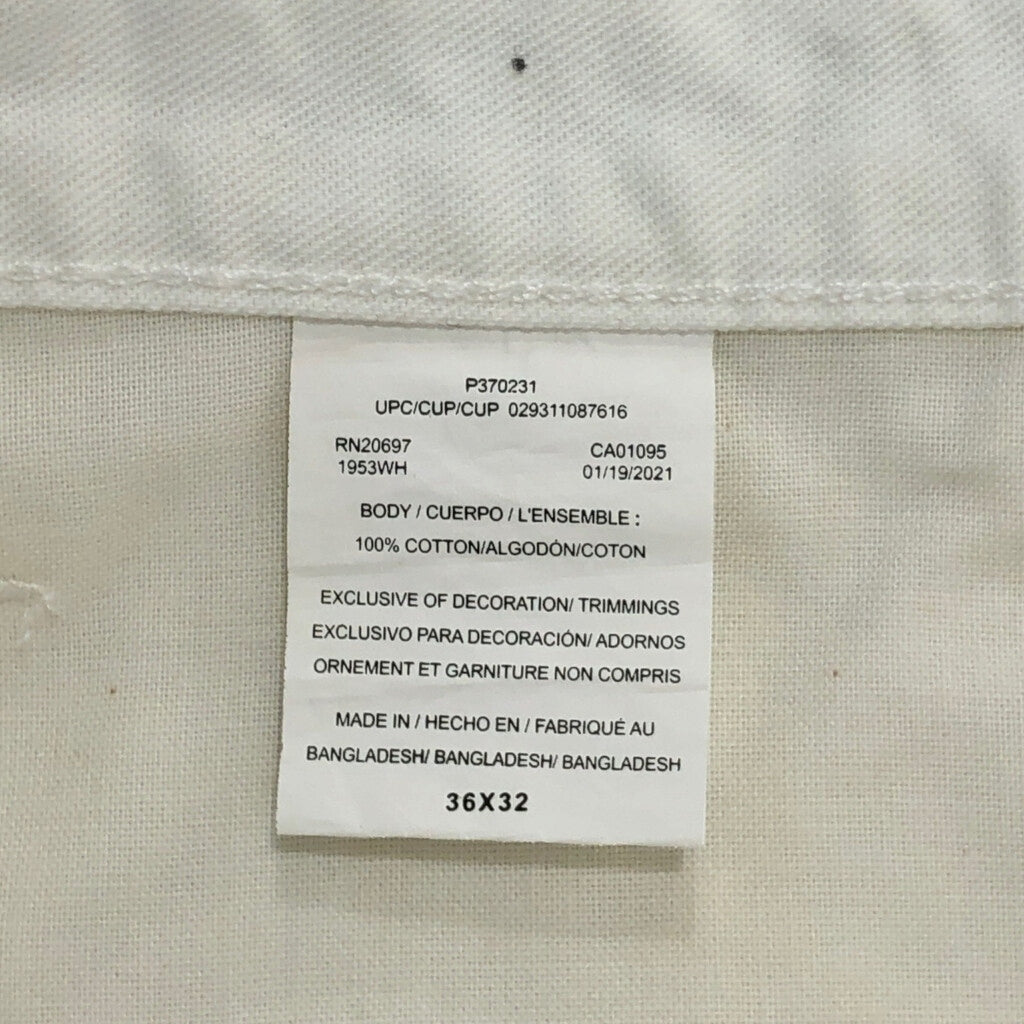 P370231
UPC/CUP/CUP 029311087616
RN20697 CA01095
1953WH 01/19/2021
BODY / CUERPO / L'ENSEMBLE :
100% COTTON/ALGODÓN/COTON
EXCLUSIVE OF DECORATION/ TRIMMINGS
EXCLUSIVO PARA DECORACIÓN/ ADORNOS
ORNEMENT ET GARNITURE NON COMPRIS
MADE IN / HECHO EN / FABRIQUÉ AU
BANGLADESH/ BANGLADESH/ BANGLADESH
36X32